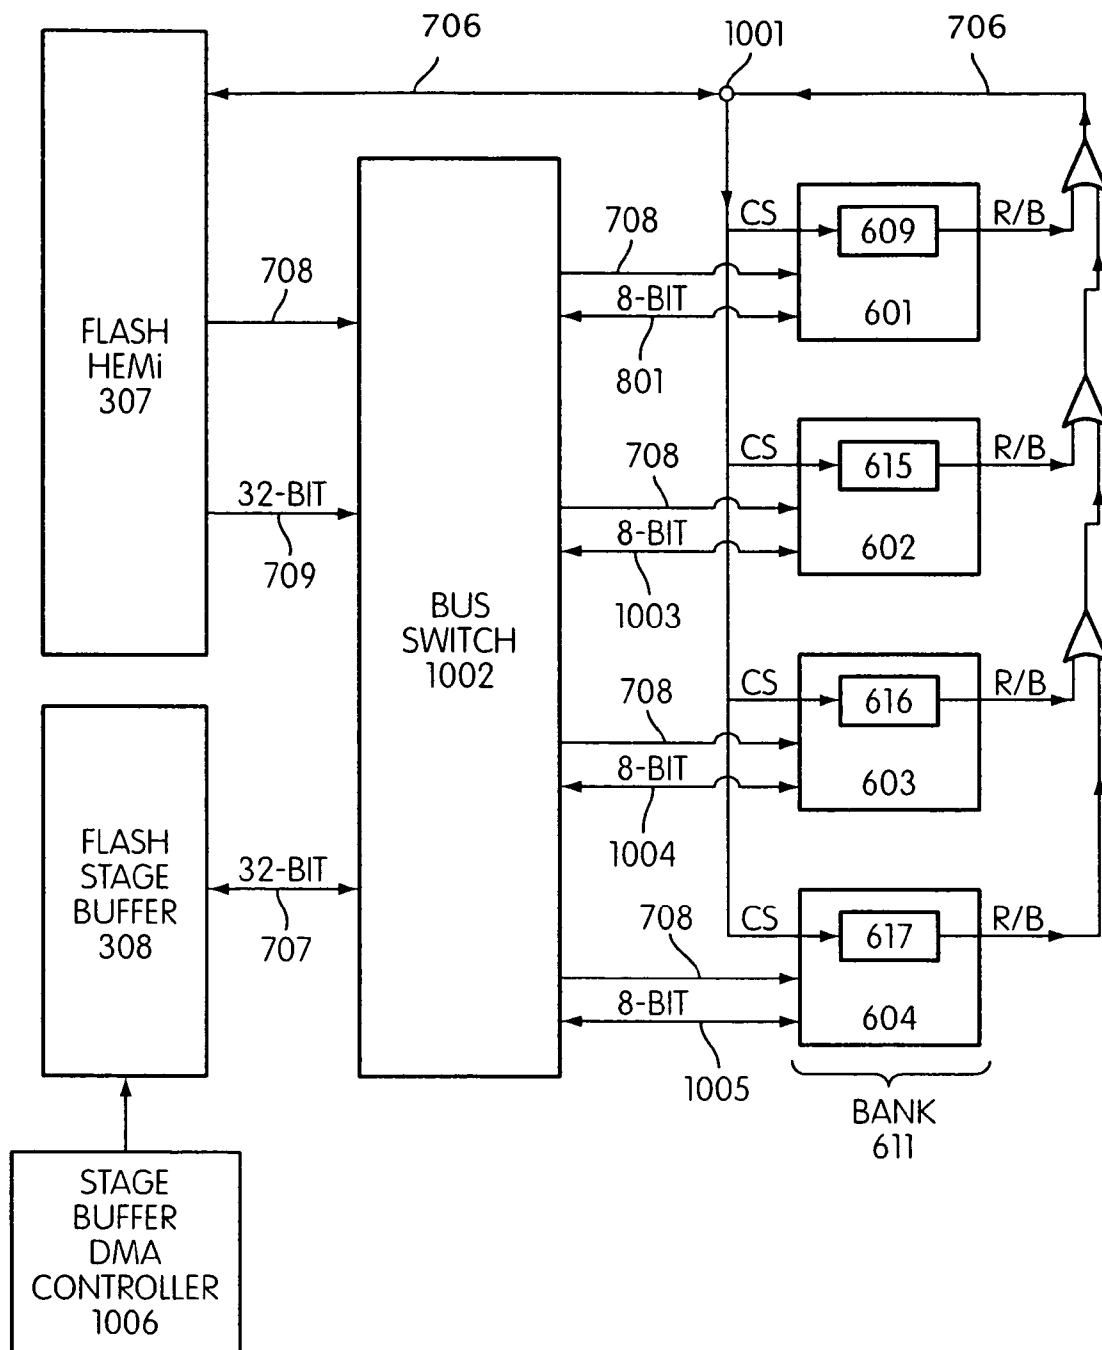 706
1001
706
CS
609
R/B
708
8-BIT
601
801
FLASH
HEMi
307
708
32-BIT
709
708
CS
615
R/B
8-BIT
602
1003
BUS
SWITCH
1002
708
CS
616
R/B
8-BIT
603
1004
FLASH
STAGE
BUFFER
308
32-BIT
707
708
CS
617
R/B
8-BIT
604
1005
BANK
611
STAGE
BUFFER
DMA
CONTROLLER
1006